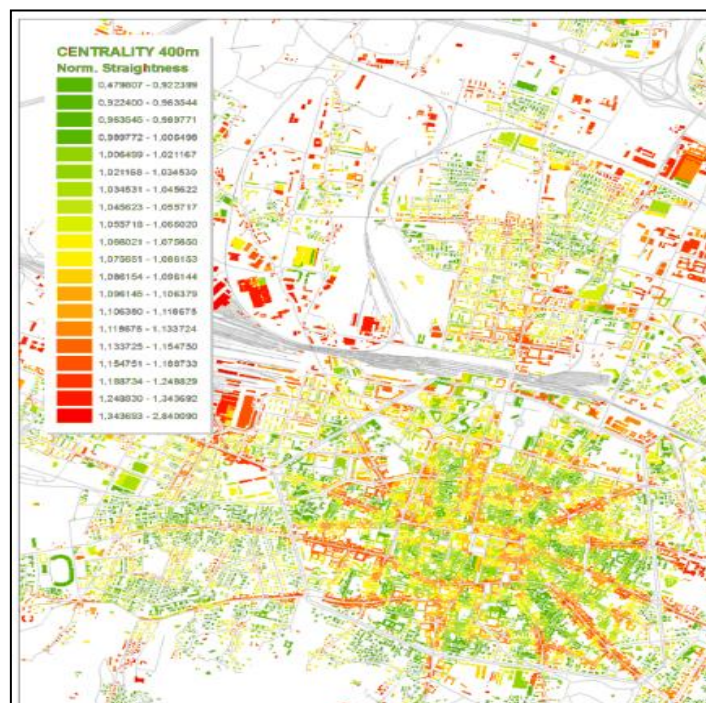 CENTRALITY 400m
Norm. Straightness
0,479807 - 0,922399
0,922400 - 0,963544
0,963545 - 0,989771
0,989772 - 1,006498
1,006499 - 1,021167
1,021168 - 1,034530
1,034531 - 1,045622
1,045623 - 1,055717
1,055718 - 1,066020
1,066021 - 1,075650
1,075651 - 1,086153
1,086154 - 1,096144
1,096145 - 1,106379
1,106380 - 1,118675
1,118676 - 1,133724
1,133725 - 1,154750
1,154751 - 1,188733
1,188734 - 1,248829
1,248830 - 1,343692
1,343693 - 2,840090